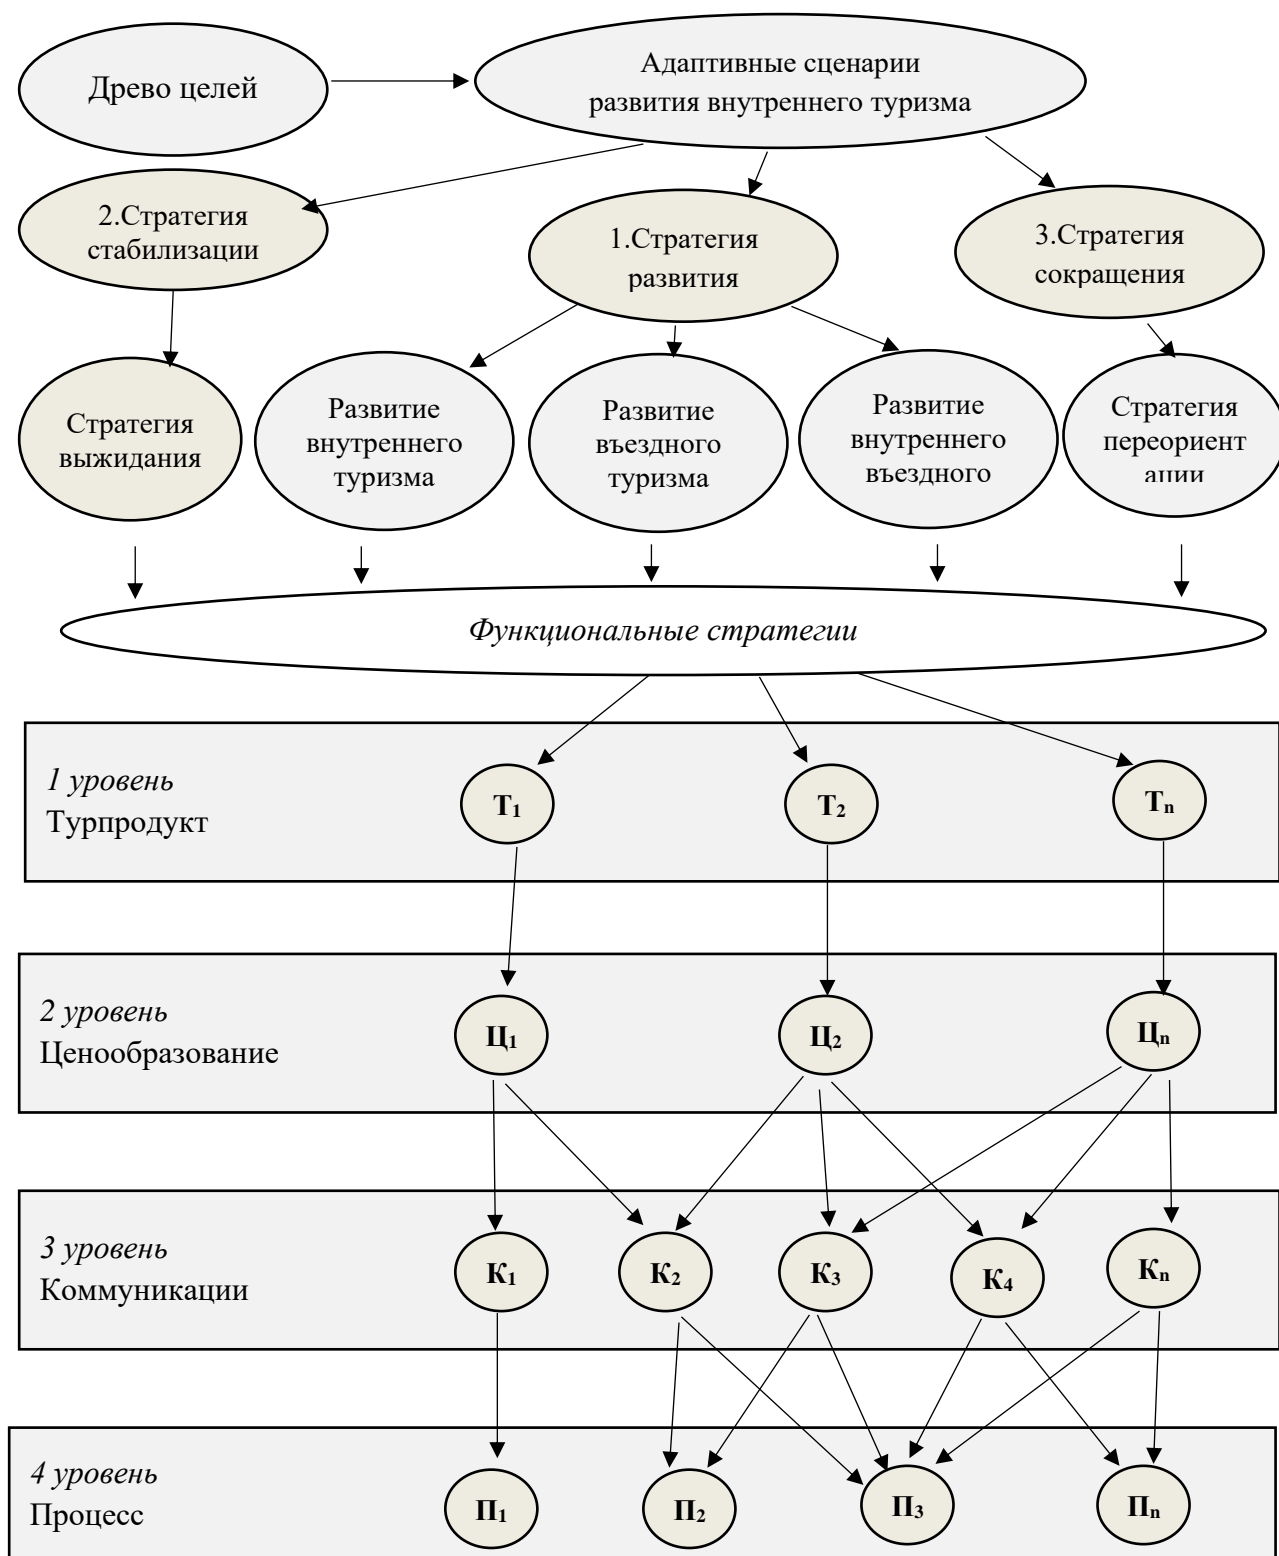 Древо целей
Адаптивные сценарии
развития внутреннего туризма
2.Стратегия
стабилизации
1.Стратегия
развития
3.Стратегия
сокращения
Стратегия
выжидания
Развитие
внутреннего
туризма
Развитие
въездного
туризма
Развитие
внутреннего
въездного
Стратегия
переориент
ации
Функциональные стратегии
1 уровень
Турпродукт
Т₁
Т₂
Тₙ
2 уровень
Ценообразование
Ц₁
Ц₂
Цₙ
3 уровень
Коммуникации
К₁
К₂
К₃
К₄
Кₙ
4 уровень
Процесс
П₁
П₂
П₃
Пₙ